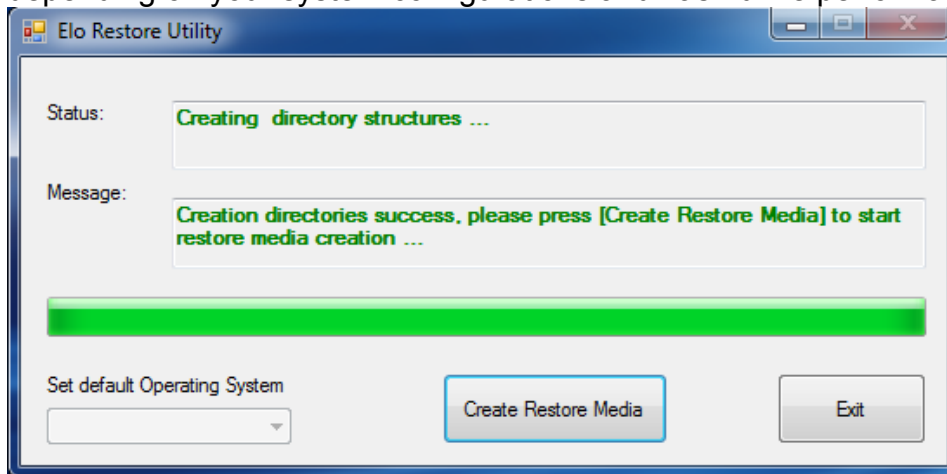 Elo Restore Utility
Status:
Creating directory structures ...
Message:
Creation directories success, please press [Create Restore Media] to start
restore media creation ...
Set default Operating System
Create Restore Media
Exit